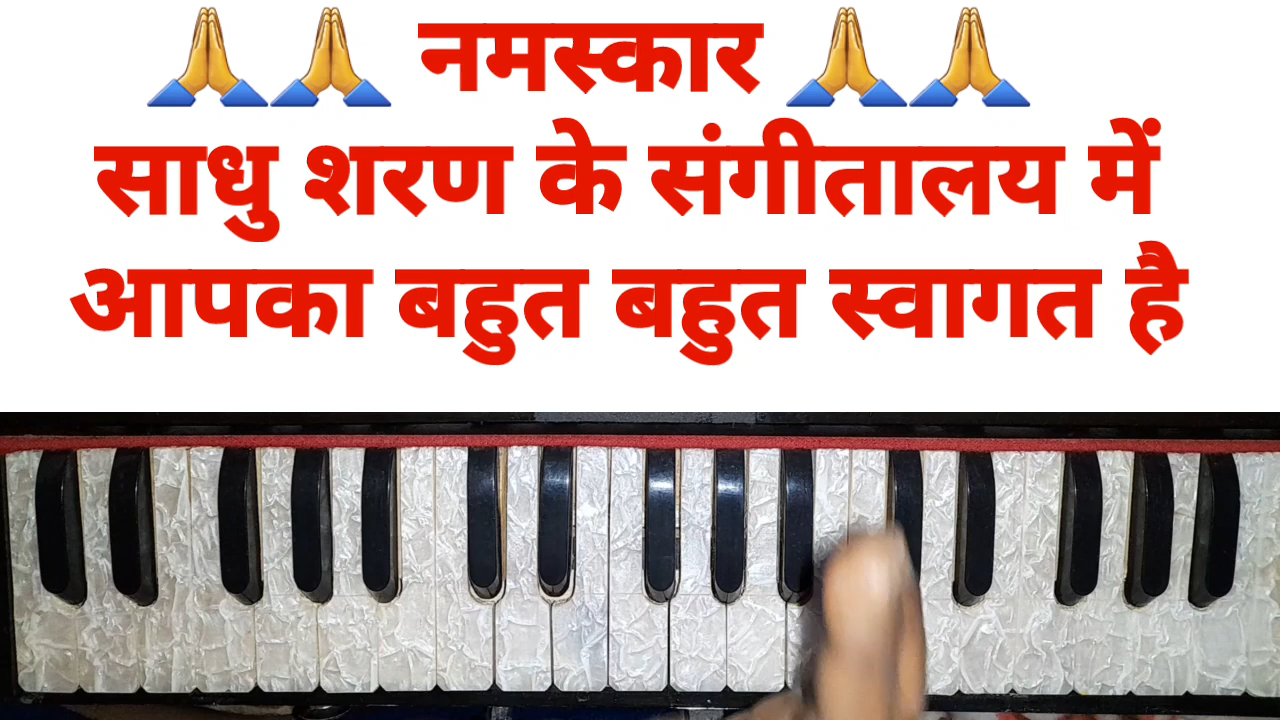 🙏🙏 नमस्कार 🙏🙏
साधु शरण के संगीतालय में
आपका बहुत बहुत स्वागत है